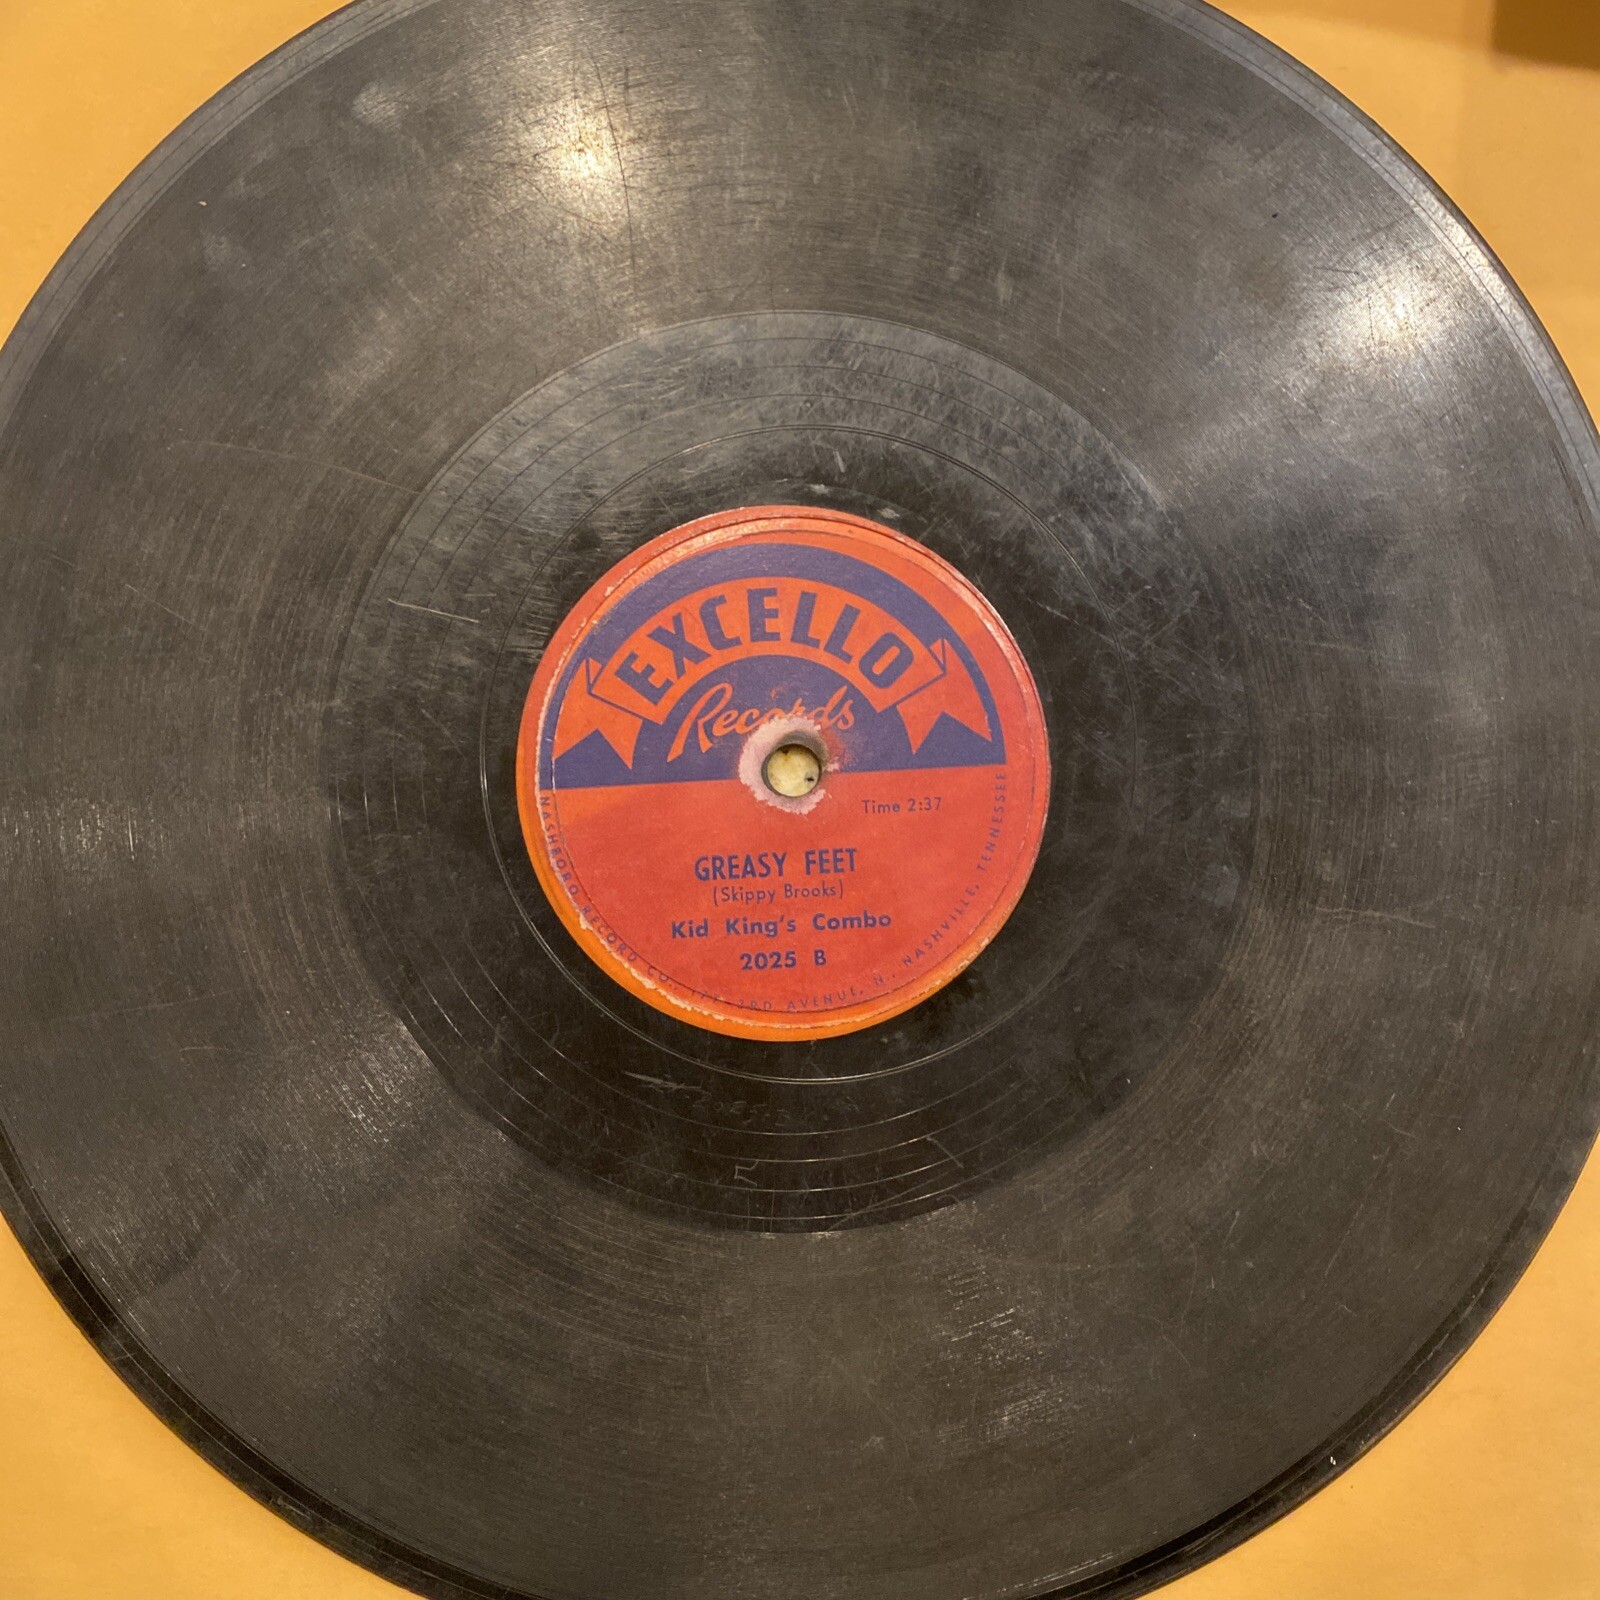 EXCELLO
Records
Time 2:37
GREASY FEET
(Skippy Brooks)
Kid King's Combo
2025 B
NASHBORO RECORD CO., 177 3RD AVENUE, N., NASHVILLE, TENNESSEE
5